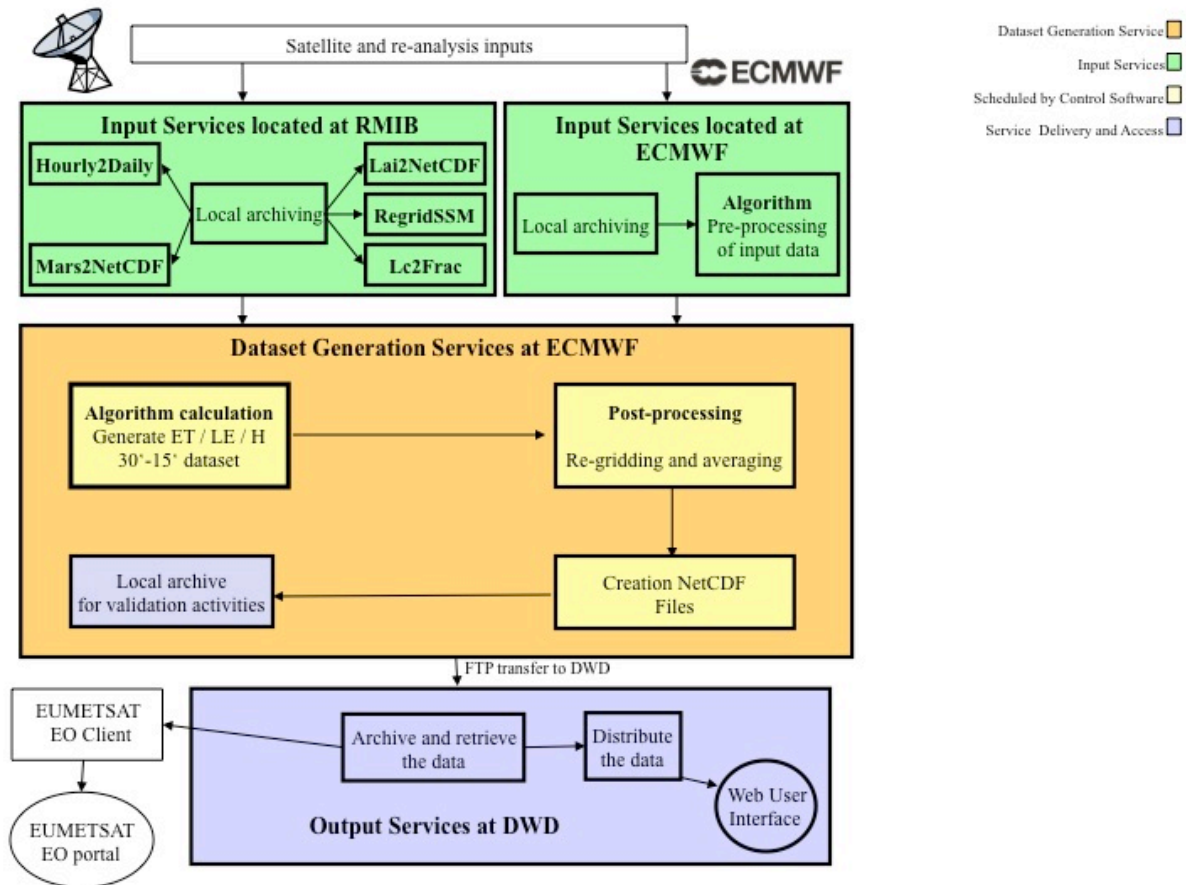 Satellite and re-analysis inputs
ECMWF
Dataset Generation Service
Input Services
Scheduled by Control Software
Service Delivery and Access
Input Services located at RMIB
Hourly2Daily
Lai2NetCDF
Local archiving
RegridSSM
Mars2NetCDF
Lc2Frac
Input Services located at
ECMWF
Local archiving
Algorithm
Pre-processing
of input data
Dataset Generation Services at ECMWF
Algorithm calculation
Generate ET / LE / H
30'-15' dataset
Post-processing
Re-gridding and averaging
Local archive
for validation activities
Creation NetCDF
Files
FTP transfer to DWD
EUMETSAT
EO Client
Archive and retrieve
the data
Distribute
the data
Web User
Interface
Output Services at DWD
EUMETSAT
EO portal